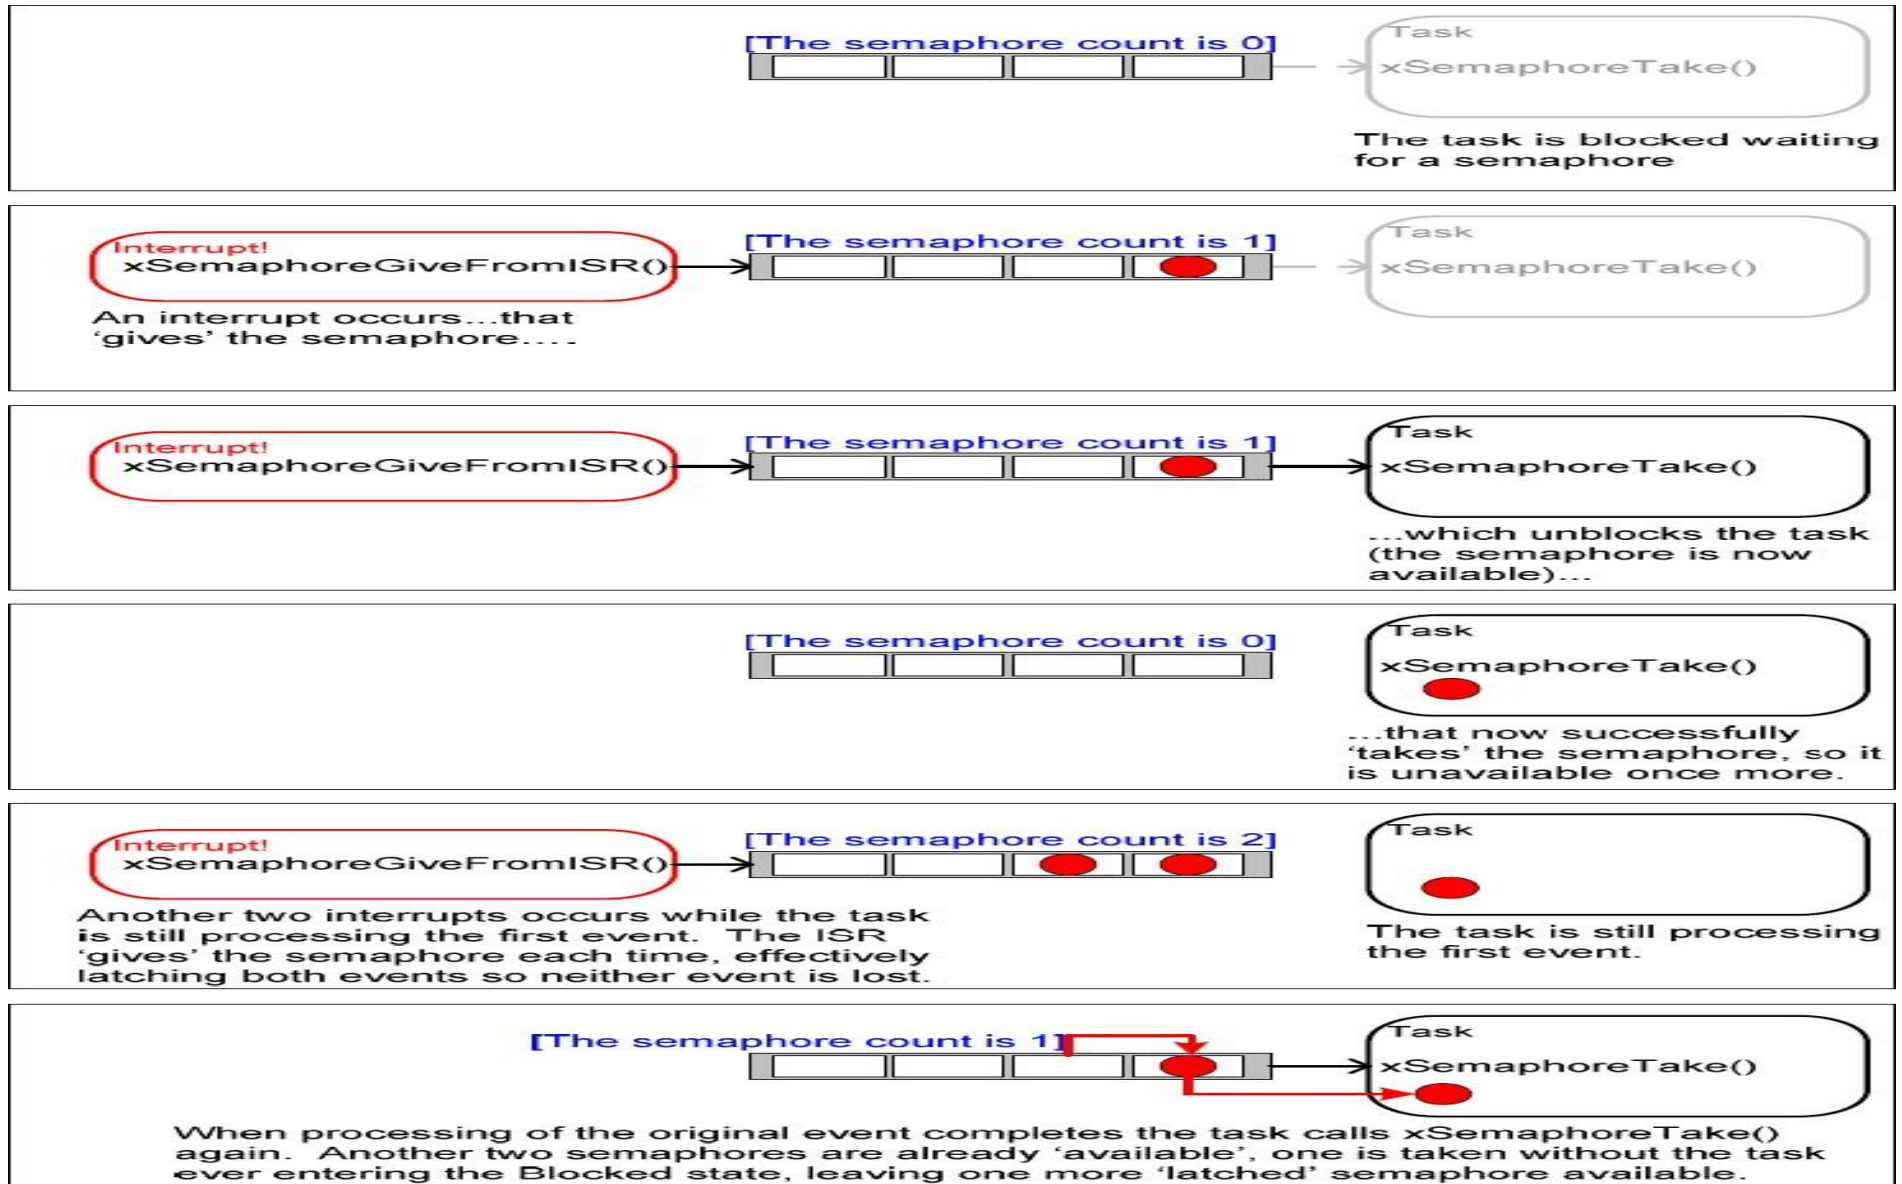 [The semaphore count is 0]
Task
xSemaphoreTake()
The task is blocked waiting
for a semaphore
Interrupt!
xSemaphoreGiveFromISR()
An interrupt occurs...that
‘gives’ the semaphore....
[The semaphore count is 1]
Task
xSemaphoreTake()
Interrupt!
xSemaphoreGiveFromISR()
[The semaphore count is 1]
Task
xSemaphoreTake()
...which unblocks the task
(the semaphore is now
available)...
[The semaphore count is 0]
Task
xSemaphoreTake()
...that now successfully
‘takes’ the semaphore, so it
is unavailable once more.
Interrupt!
xSemaphoreGiveFromISR()
Another two interrupts occurs while the task
is still processing the first event.  The ISR
‘gives’ the semaphore each time, effectively
latching both events so neither event is lost.
[The semaphore count is 2]
Task
The task is still processing
the first event.
[The semaphore count is 1]
Task
xSemaphoreTake()
When processing of the original event completes the task calls xSemaphoreTake()
again.  Another two semaphores are already ‘available’, one is taken without the task
ever entering the Blocked state, leaving one more ‘latched’ semaphore available.